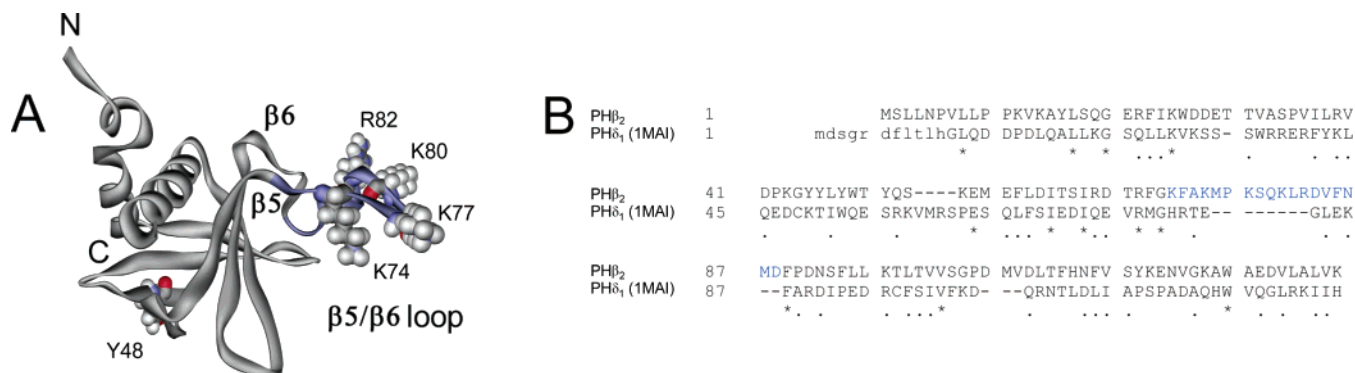 A
N
β6
R82
K80
β5
K77
C
K74
β5/β6 loop
Y48
B
PHβ2 1 MSLLNPVLLP PKVKAYLSQG ERFIKWDDET TVASPVILRV
PHδ1 (1MAI) 1 mdsgr dfltlhGLQD DPDLQALLKG SQLLKVKSS- SWRRERFYKL
* * * ...* . . .
PHβ2 41 DPKGYYLYWT YQS----KEM EFLDITSIRD TRFGKFAKMP KSQKLRDVFN
PHδ1 (1MAI) 45 QEDCKTIWQE SRKVMRSPES QLFSIEDIQE VRMGHRTE-- -------GLEK
. . . * ...* *.. * * . .
PHβ2 87 MDFPDNSFLL KTLTVVSGPD MVDLTFHNFV SYKENVGKAW AEDVLALVK
PHδ1 (1MAI) 87 --FARDIPED RCFSIVFKD- -QRNTLDLI APSPADAQHW VQGLRKIIH
*. . ... * . .. . * . . ..